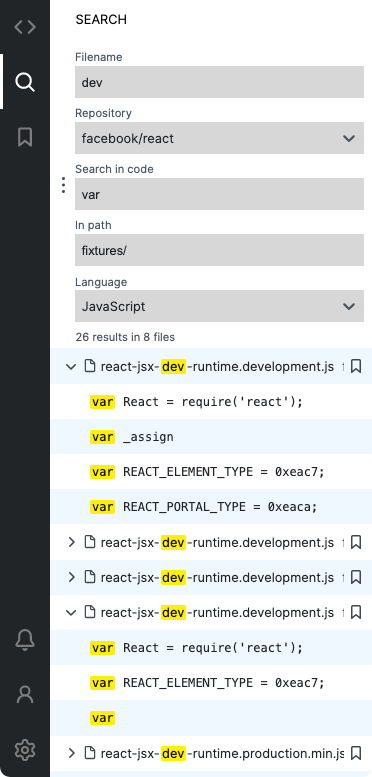 SEARCH
Filename
dev
Repository
facebook/react
Search in code
var
In path
fixtures/
Language
JavaScript
26 results in 8 files
react-jsx-dev-runtime.development.js
var React = require('react');
var _assign
var REACT_ELEMENT_TYPE = 0xeac7;
var REACT_PORTAL_TYPE = 0xeaca;
react-jsx-dev-runtime.development.js
react-jsx-dev-runtime.development.js
react-jsx-dev-runtime.development.js
var React = require('react');
var REACT_ELEMENT_TYPE = 0xeac7;
var
react-jsx-dev-runtime.production.min.js